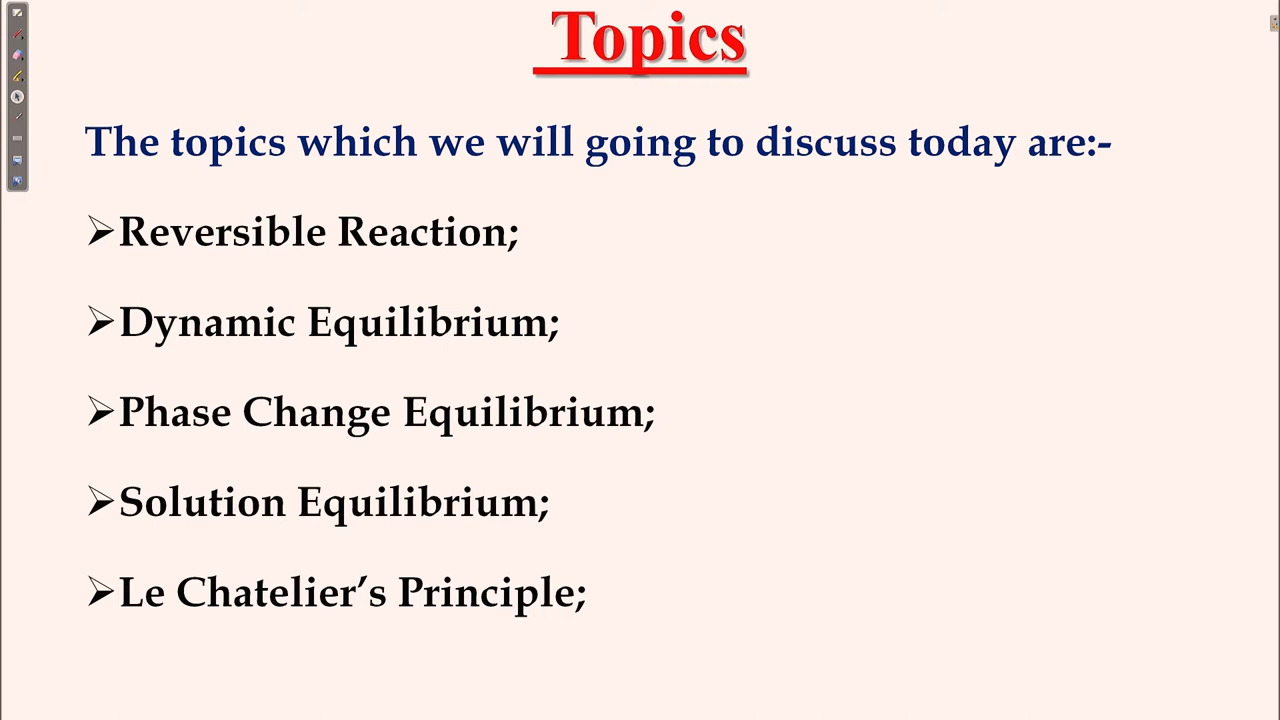 Topics
The topics which we will going to discuss today are:-
➢Reversible Reaction;
➢Dynamic Equilibrium;
➢Phase Change Equilibrium;
➢Solution Equilibrium;
➢Le Chatelier’s Principle;